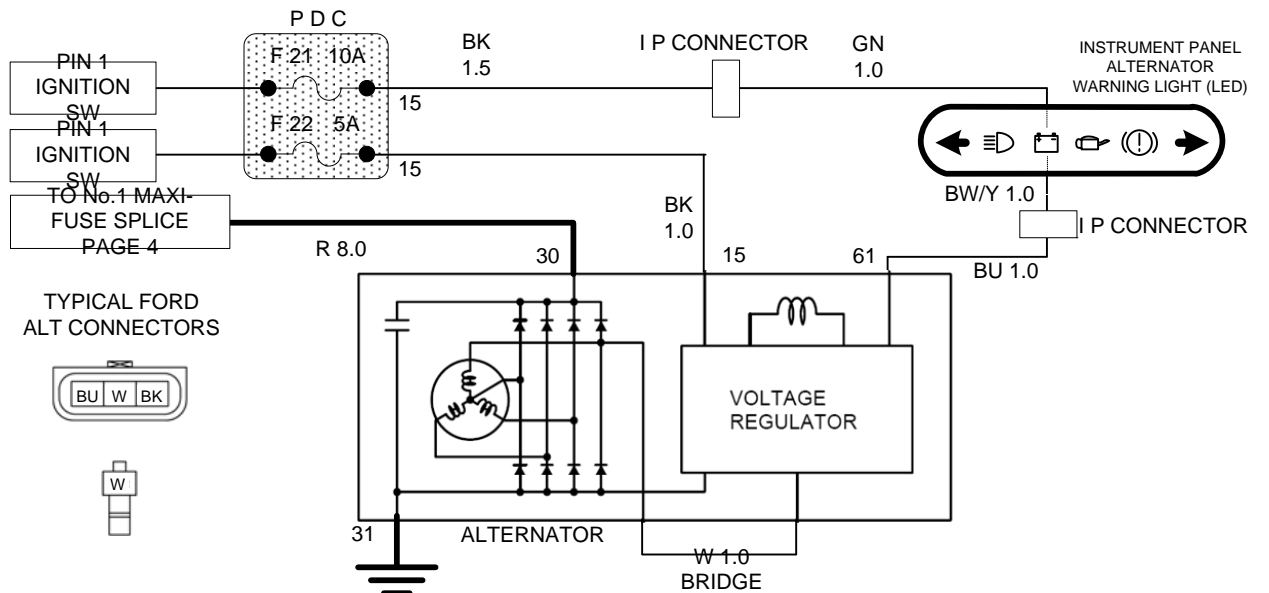 P D C
PIN 1
IGNITION
SW
F 21 10A
15
BK
1.5
I P CONNECTOR
GN
1.0
INSTRUMENT PANEL
ALTERNATOR
WARNING LIGHT (LED)
PIN 1
IGNITION
SW
F 22 5A
15
TO No.1 MAXI-
FUSE SPLICE
PAGE 4
R 8.0
BK
1.0
BW/Y 1.0
I P CONNECTOR
30
15
61
BU 1.0
TYPICAL FORD
ALT CONNECTORS
BU W BK
W
VOLTAGE
REGULATOR
31
ALTERNATOR
W 1.0
BRIDGE